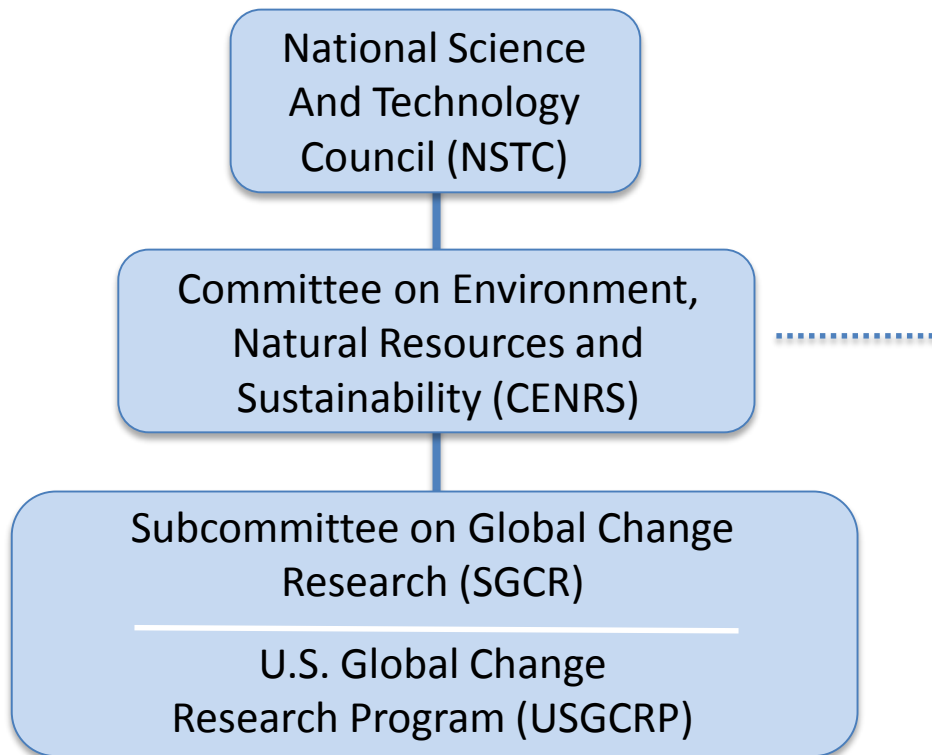 National Science
And Technology
Council (NSTC)
Committee on Environment,
Natural Resources and
Sustainability (CENRS)
Subcommittee on Global Change
Research (SGCR)
U.S. Global Change
Research Program (USGCRP)